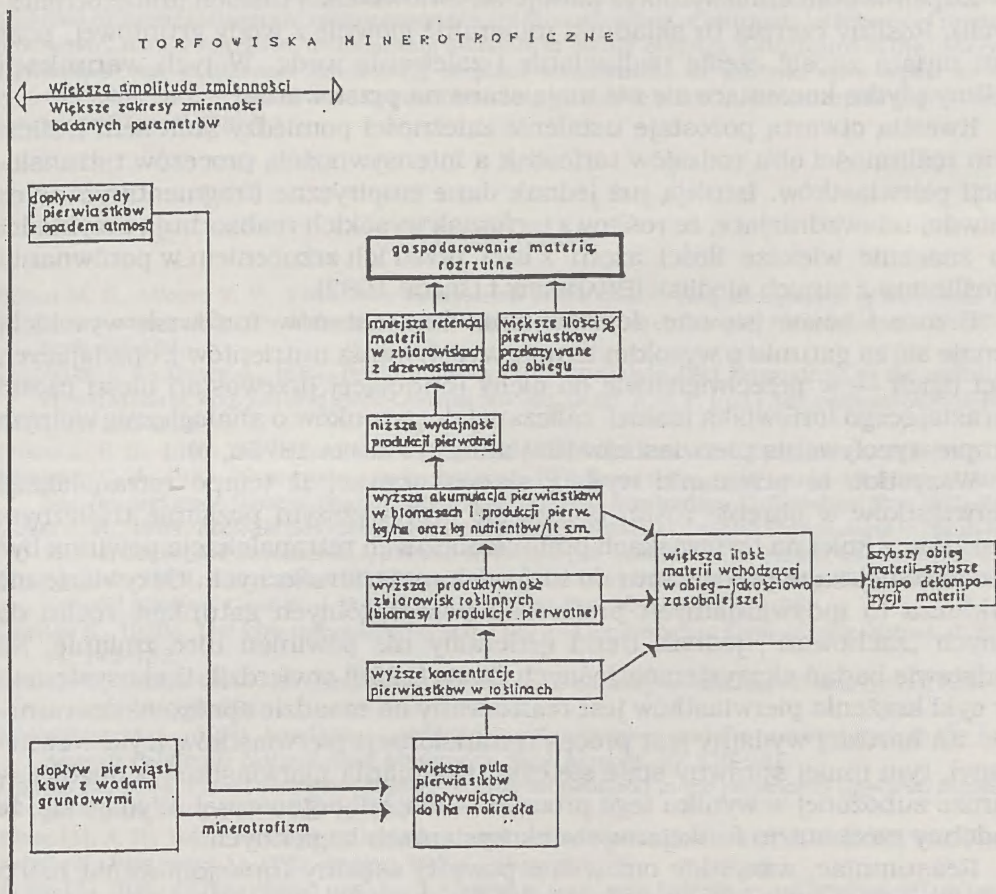 TORFOWISKA MINEROTROFICZNE
Większa amplituda zmienności
Większe zakresy zmienności
badanych parametrów
dopływ wody
i pierwiastków
z opadem atmosf
gospodarowanie materią
rozrzutne
mniejsza retencja
materii
w zbiorowiskach
z drzewostanami
większe ilości %
pierwiastków
przekazywane
do obiegu
niższa wydajność
produkcji pierwotnej
wyższa akumulacja pierwiastków
w biomasach i produkcji pierw.
kg/ha oraz kg nutrientów/1t s.m.
wyższa produktywność
zbiorowisk roślinnych
(biomasy i produkcje pierwotne)
wyższe koncentracje
pierwiastków w roślinach
większa ilość
materii wchodzącej
w obieg – jakościowo
zasobniejszej
szybszy obieg
materii – szybsze
tempo dekompo–
zycji materii
dopływ pierwiast–
ków z wodami
gruntowymi
minerotrofizm
większa pula
pierwiastków
dopływających
do/na mokradła